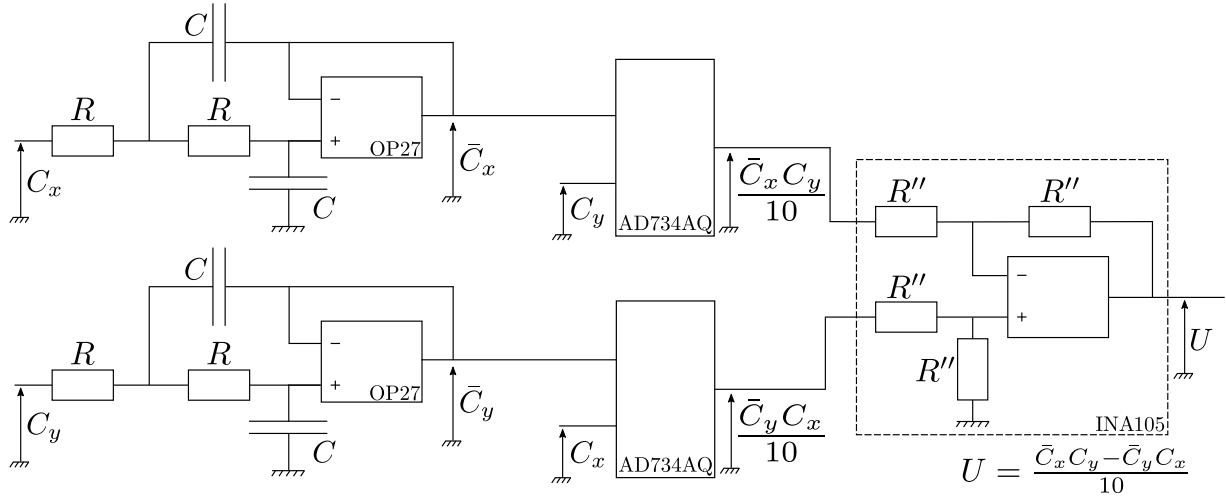 C
R
R
−
+
OP27
C
C_x
C̄_x
C_y
AD734AQ
C̄_x C_y
10
C
R
R
−
+
OP27
C
C_y
C̄_y
C_x
AD734AQ
C̄_y C_x
10
R''
R''
R''
R''
−
+
INA105
U
U = C̄_x C_y − C̄_y C_x / 10